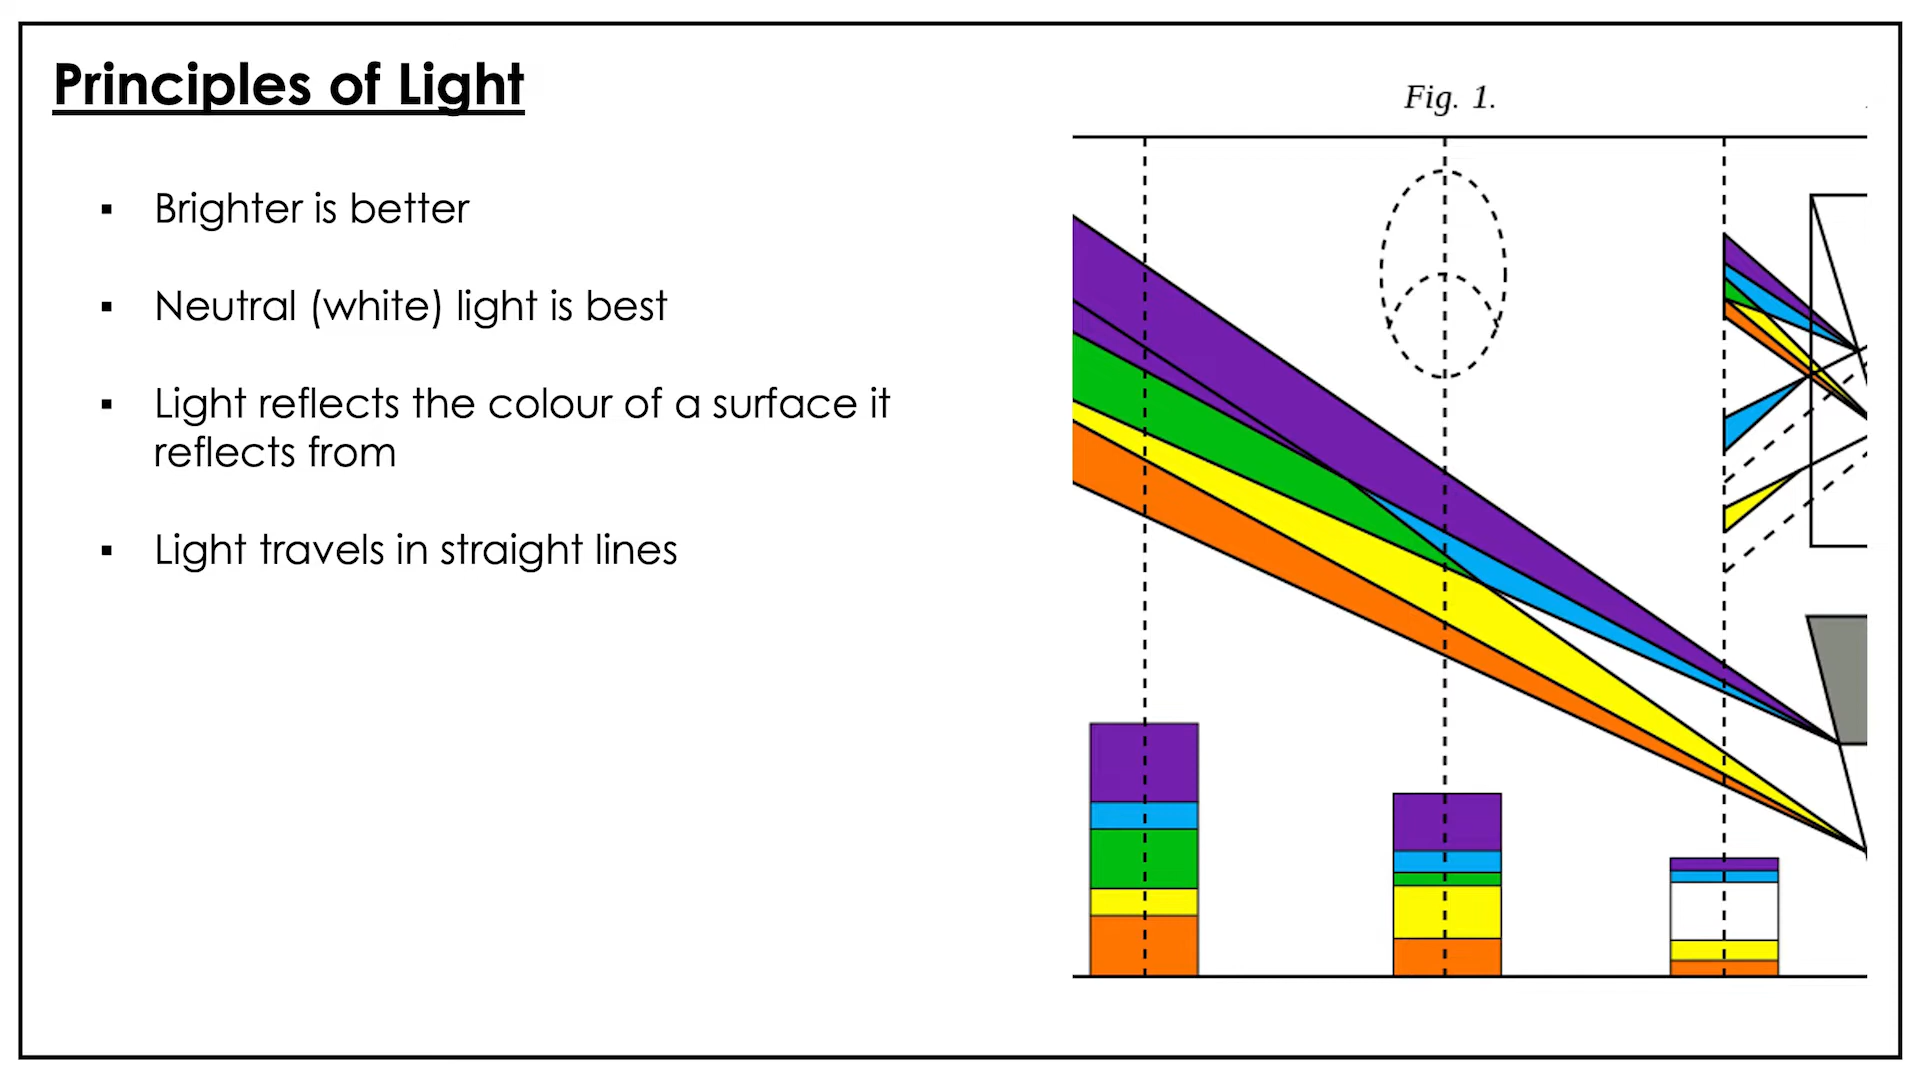 Principles of Light
Fig. 1.
▪ Brighter is better
▪ Neutral (white) light is best
▪ Light reflects the colour of a surface it
reflects from
▪ Light travels in straight lines